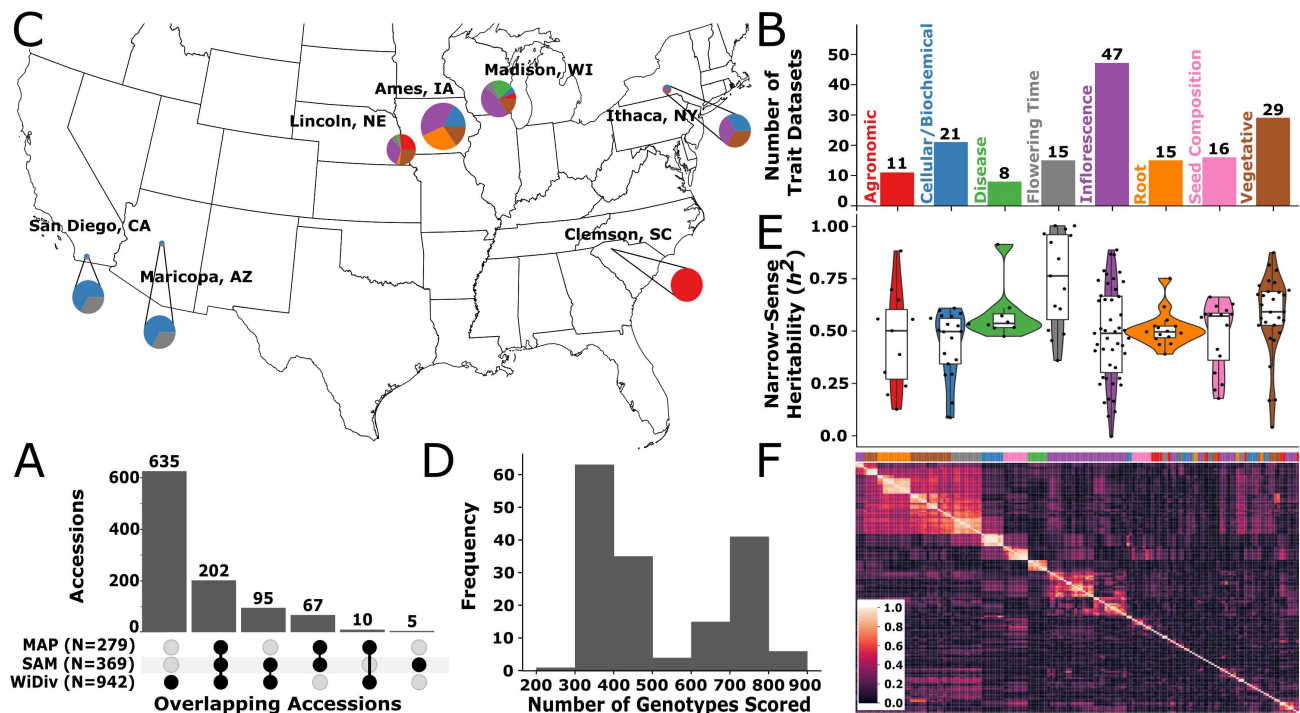 C
Madison, WI
Ames, IA
Lincoln, NE
Ithaca, NY
San Diego, CA
Maricopa, AZ
Clemson, SC
B
Number of
Trait Datasets
50
40
30
20
10
0
11
21
8
15
47
15
16
29
Agronomic
Cellular/Biochemical
Disease
Flowering Time
Inflorescence
Root
Seed Composition
Vegetative
E
Narrow-Sense
Heritability (h²)
1.00
0.75
0.50
0.25
0.0
A
Accessions
600
400
200
0
635
202
95
67
10
5
MAP (N=279)
SAM (N=369)
WiDiv (N=942)
Overlapping Accessions
D
Frequency
60
50
40
30
20
10
0
200
300
400
500
600
700
800
900
Number of Genotypes Scored
F
1.0
0.8
0.6
0.4
0.2
0.0